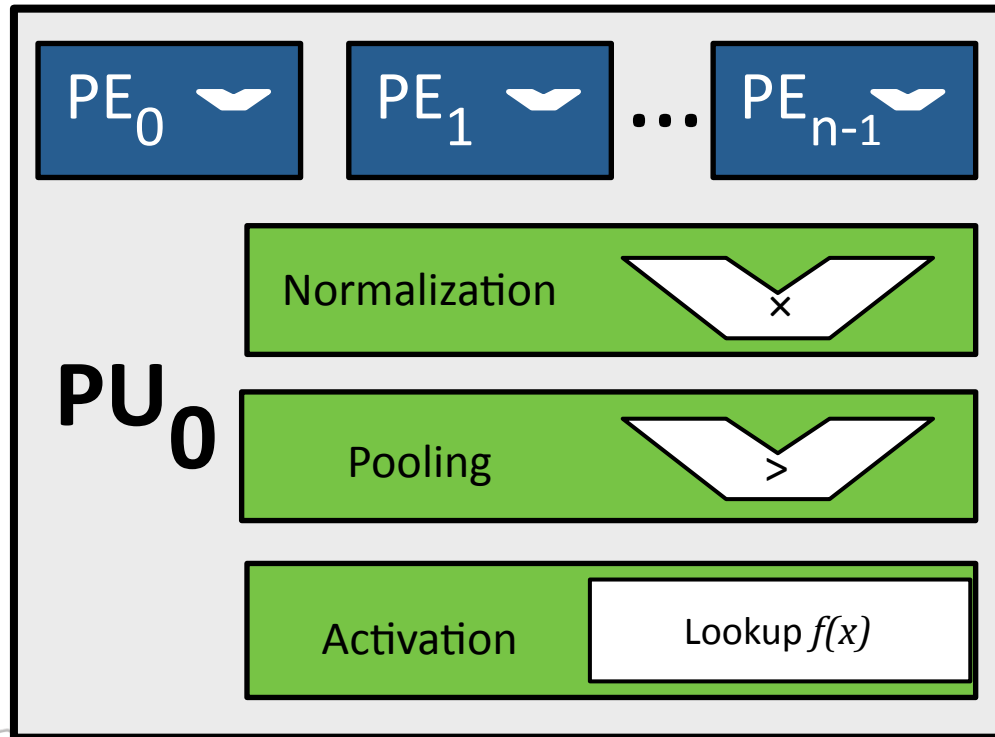 PE0 PE1 ... PEn-1
Normalization ×
PU0
Pooling >
Activation Lookup f(x)